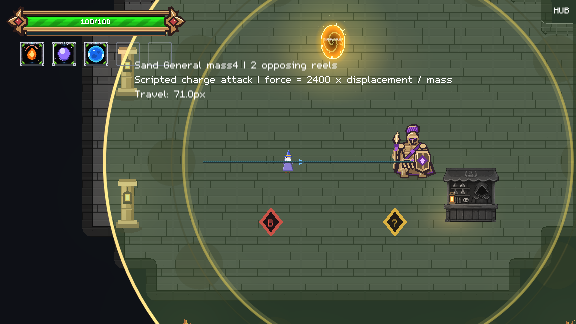 HUB
100/100
Sand-General mass4 | 2 opposing reels
Scripted charge attack | force = 2400 x displacement / mass
Travel: 71.0px
?